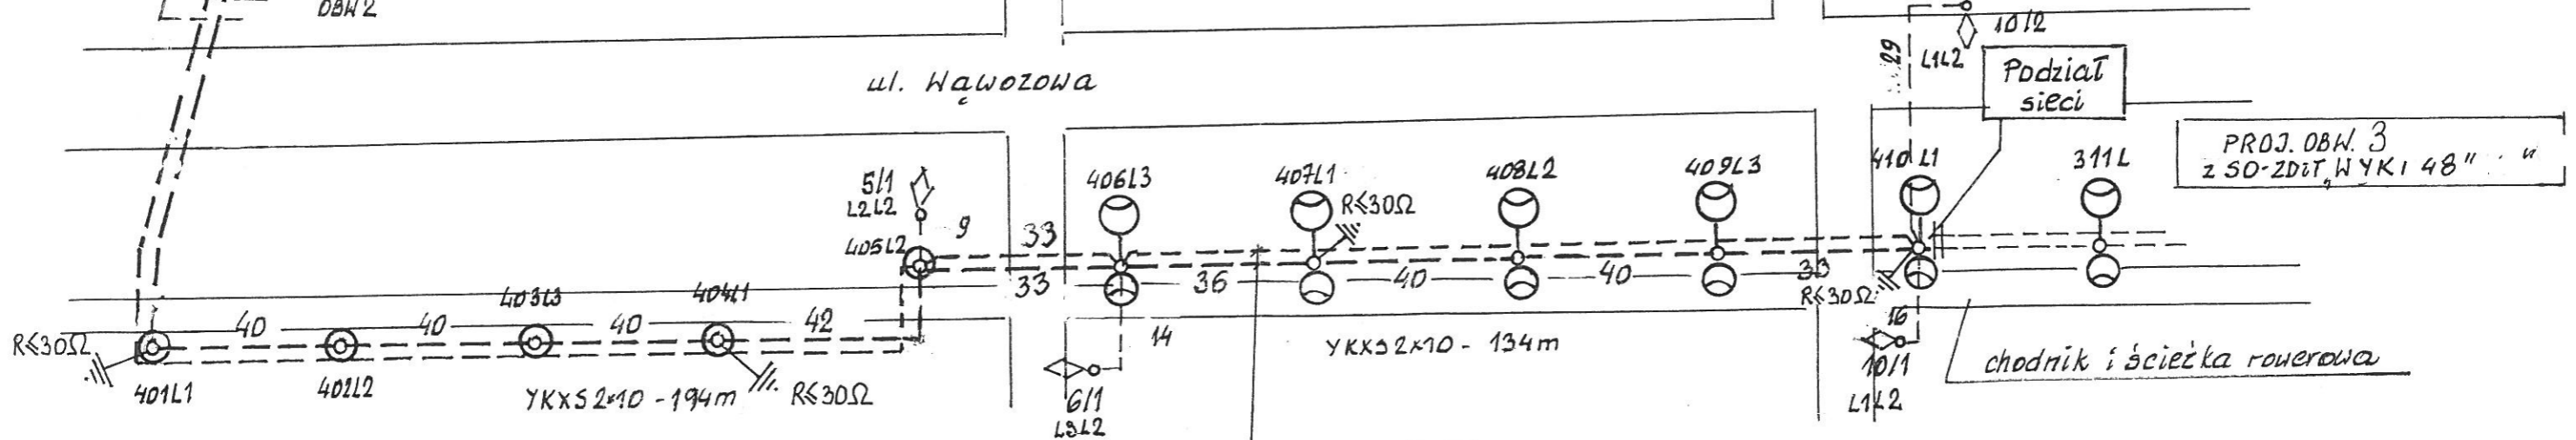 OBW2
ul. Wąwozowa
29
10/2
L1L2
Podział
sieci
PROJ. OBW. 3
z SO-ZDiT „WYKI 48"
5/1
L2L2
405L2
9
33
33
406L3
407L1
R≤30Ω
408L2
409L3
410L1
311L
36
40
40
33
R≤30Ω
16
10/1
L1L2
chodnik i ścieżka rowerowa
403L3
404L1
40
40
40
42
R≤30Ω
401L1
402L2
YKXS 2x10 - 194m
R≤30Ω
14
6/1
L3L2
YKXS 2x10 - 134m